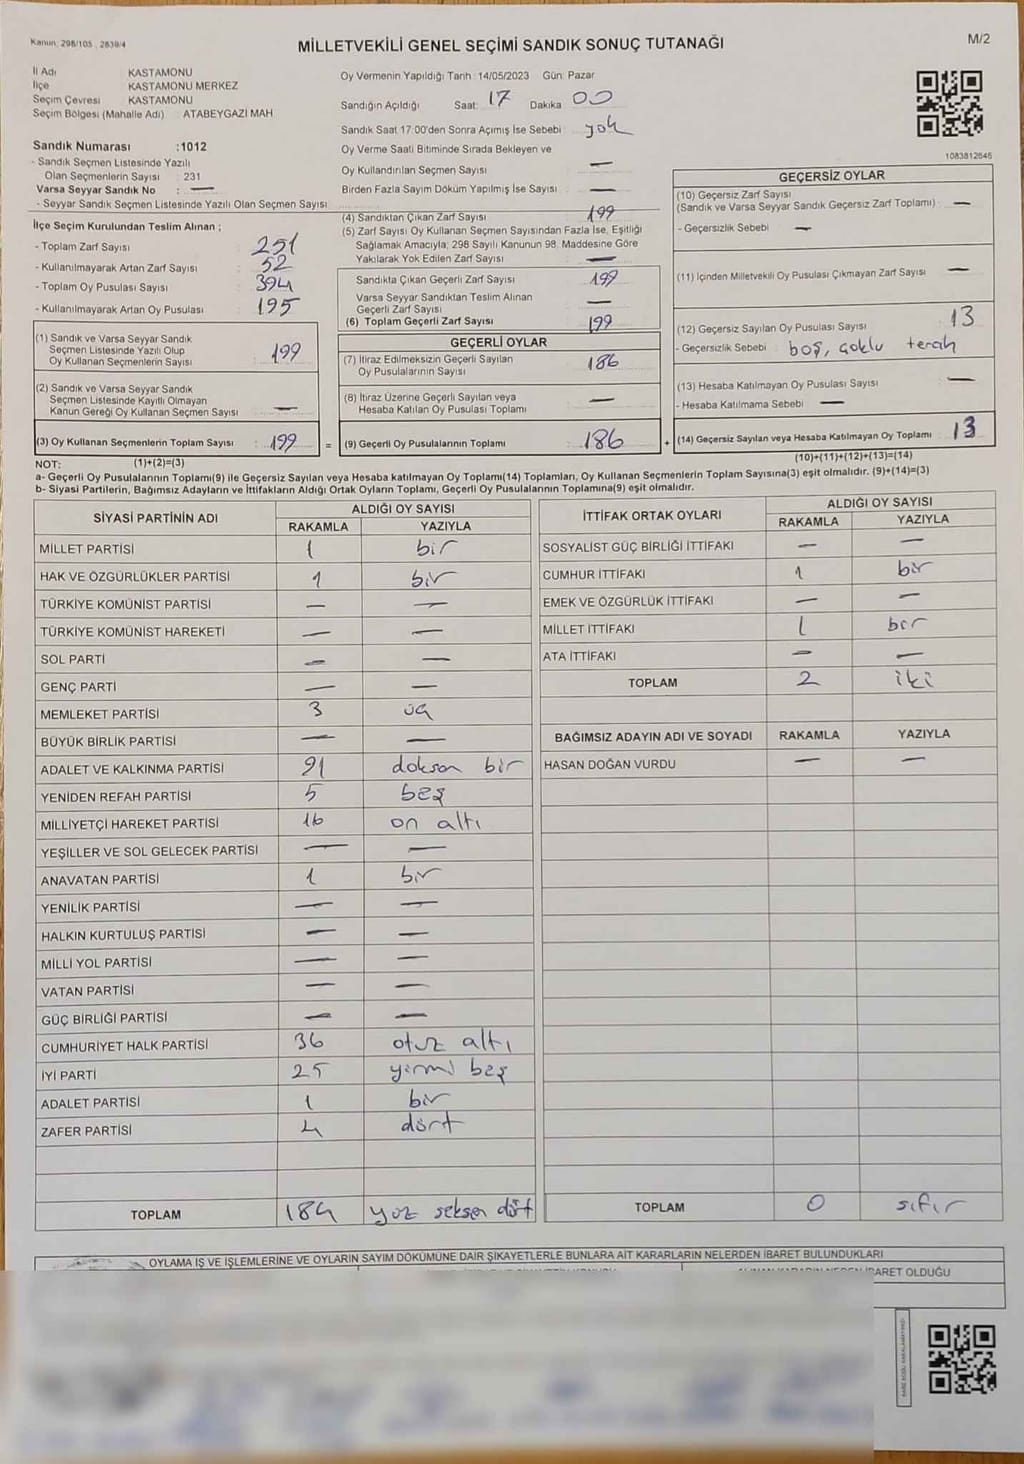 Kanun: 298/105 , 2839/4
MİLLETVEKİLİ GENEL SEÇİMİ SANDIK SONUÇ TUTANAĞI
M/2
İl Adı KASTAMONU
İlçe KASTAMONU MERKEZ
Seçim Çevresi KASTAMONU
Seçim Bölgesi (Mahalle Adı) : ATABEYGAZİ MAH
Sandık Numarası :1012
- Sandık Seçmen Listesinde Yazılı
Olan Seçmenlerin Sayısı : 231
Varsa Seyyar Sandık No : —
- Seyyar Sandık Seçmen Listesinde Yazılı Olan Seçmen Sayısı :
Oy Vermenin Yapıldığı Tarih :14/05/2023 Gün: Pazar
Sandığın Açıldığı Saat: 17 Dakika 00
Sandık Saat 17:00'den Sonra Açımış İse Sebebi : yok
Oy Verme Saati Bitiminde Sırada Bekleyen ve
Oy Kullandırılan Seçmen Sayısı : —
Birden Fazla Sayım Döküm Yapılmış İse Sayısı : —
1083812646
İlçe Seçim Kurulundan Teslim Alınan ;
- Toplam Zarf Sayısı : 251
- Kullanılmayarak Artan Zarf Sayısı : 52
- Toplam Oy Pusulası Sayısı : 394
- Kullanılmayarak Artan Oy Pusulası : 195
(1) Sandık ve Varsa Seyyar Sandık
Seçmen Listesinde Yazılı Olup
Oy Kullanan Seçmenlerin Sayısı : 199
(2) Sandık ve Varsa Seyyar Sandık
Seçmen Listesinde Kayıtlı Olmayan
Kanun Gereği Oy Kullanan Seçmen Sayısı : —
(3) Oy Kullanan Seçmenlerin Toplam Sayısı : 199 =
(4) Sandıktan Çıkan Zarf Sayısı : 199
(5) Zarf Sayısı Oy Kullanan Seçmen Sayısından Fazla İse, Eşitliği
Sağlamak Amacıyla; 298 Sayılı Kanunun 98. Maddesine Göre
Yakılarak Yok Edilen Zarf Sayısı : —
Sandıkta Çıkan Geçerli Zarf Sayısı : 199
Varsa Seyyar Sandıktan Teslim Alınan
Geçerli Zarf Sayısı : —
(6) Toplam Geçerli Zarf Sayısı : 199
GEÇERLİ OYLAR
(7) İtiraz Edilmeksizin Geçerli Sayılan
Oy Pusulalarının Sayısı : 186
(8) İtiraz Üzerine Geçerli Sayılan veya
Hesaba Katılan Oy Pusulası Toplamı : —
(9) Geçerli Oy Pusulalarının Toplamı : 186 +
GEÇERSİZ OYLAR
(10) Geçersiz Zarf Sayısı
(Sandık ve Varsa Seyyar Sandık Geçersiz Zarf Toplamı) : —
- Geçersizlik Sebebi : —
(11) İçinden Milletvekili Oy Pusulası Çıkmayan Zarf Sayısı : —
(12) Geçersiz Sayılan Oy Pusulası Sayısı : 13
- Geçersizlik Sebebi : boş, çoklu tercih
(13) Hesaba Katılmayan Oy Pusulası Sayısı : —
- Hesaba Katılmama Sebebi : —
(14) Geçersiz Sayılan veya Hesaba Katılmayan Oy Toplamı : 13
NOT: (1)+(2)=(3)
(10)+(11)+(12)+(13)=(14)
a- Geçerli Oy Pusulalarının Toplamı(9) ile Geçersiz Sayılan veya Hesaba katılmayan Oy Toplamı(14) Toplamları, Oy Kullanan Seçmenlerin Toplam Sayısına(3) eşit olmalıdır. (9)+(14)=(3)
b- Siyasi Partilerin, Bağımsız Adayların ve İttifakların Aldığı Ortak Oyların Toplamı, Geçerli Oy Pusulalarının Toplamına(9) eşit olmalıdır.
SİYASİ PARTİNİN ADI ALDIĞI OY SAYISI
RAKAMLA YAZIYLA
MİLLET PARTİSİ 1 bir
HAK VE ÖZGÜRLÜKLER PARTİSİ 1 bir
TÜRKİYE KOMÜNİST PARTİSİ — —
TÜRKİYE KOMÜNİST HAREKETİ — —
SOL PARTİ — —
GENÇ PARTİ — —
MEMLEKET PARTİSİ 3 üç
BÜYÜK BİRLİK PARTİSİ — —
ADALET VE KALKINMA PARTİSİ 91 doksan bir
YENİDEN REFAH PARTİSİ 5 beş
MİLLİYETÇİ HAREKET PARTİSİ 16 on altı
YEŞİLLER VE SOL GELECEK PARTİSİ — —
ANAVATAN PARTİSİ 1 bir
YENİLİK PARTİSİ — —
HALKIN KURTULUŞ PARTİSİ — —
MİLLİ YOL PARTİSİ — —
VATAN PARTİSİ — —
GÜÇ BİRLİĞİ PARTİSİ — —
CUMHURİYET HALK PARTİSİ 36 otuz altı
İYİ PARTİ 25 yirmi beş
ADALET PARTİSİ 1 bir
ZAFER PARTİSİ 4 dört
TOPLAM 184 yüz seksen dört
İTTİFAK ORTAK OYLARI ALDIĞI OY SAYISI
RAKAMLA YAZIYLA
SOSYALİST GÜÇ BİRLİĞİ İTTİFAKI — —
CUMHUR İTTİFAKI 1 bir
EMEK VE ÖZGÜRLÜK İTTİFAKI — —
MİLLET İTTİFAKI 1 bir
ATA İTTİFAKI — —
TOPLAM 2 iki
BAĞIMSIZ ADAYIN ADI VE SOYADI RAKAMLA YAZIYLA
HASAN DOĞAN VURDU — —
TOPLAM 0 sıfır
OYLAMA İŞ VE İŞLEMLERİNE VE OYLARIN SAYIM DÖKÜMÜNE DAİR ŞİKAYETLERLE BUNLARA AİT KARARLARIN NELERDEN İBARET BULUNDUKLARI
İBARET OLDUĞU